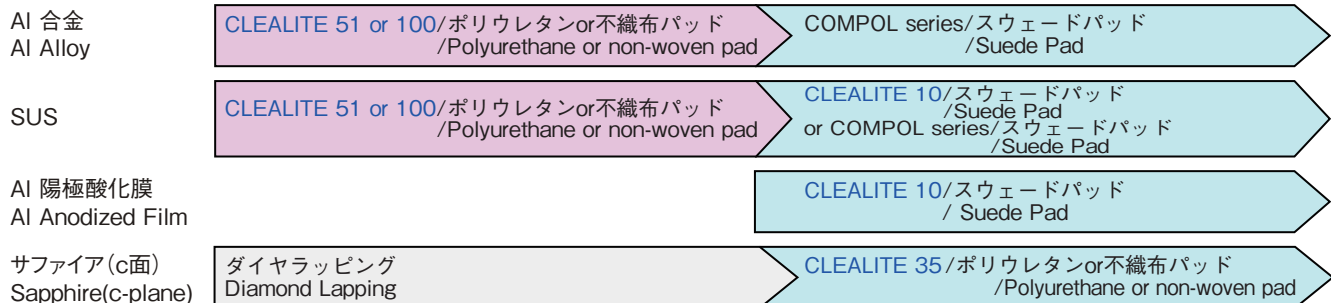 Al 合金
Al Alloy
CLEALITE 51 or 100/ポリウレタンor不織布パッド
/Polyurethane or non-woven pad
COMPOL series/スウェードパッド
/Suede Pad
SUS
CLEALITE 51 or 100/ポリウレタンor不織布パッド
/Polyurethane or non-woven pad
CLEALITE 10/スウェードパッド
/Suede Pad
or COMPOL series/スウェードパッド
/Suede Pad
Al 陽極酸化膜
Al Anodized Film
CLEALITE 10/スウェードパッド
/ Suede Pad
サファイア（c面）
Sapphire(c-plane)
ダイヤラッピング
Diamond Lapping
CLEALITE 35/ポリウレタンor不織布パッド
/Polyurethane or non-woven pad